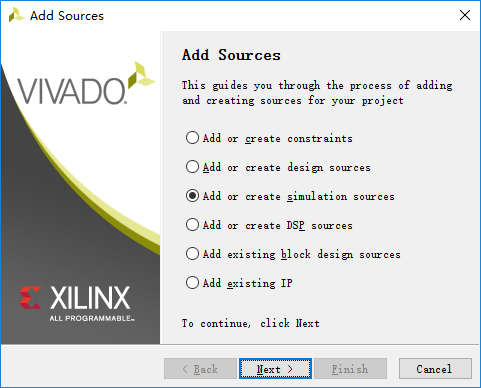 Add Sources
VIVADO.
Add Sources
This guides you through the process of adding
and creating sources for your project
Add or create constraints
Add or create design sources
Add or create simulation sources
Add or create DSP sources
Add existing block design sources
Add existing IP
To continue, click Next
XILINX
ALL PROGRAMMABLE™
< Back
Next >
Finish
Cancel